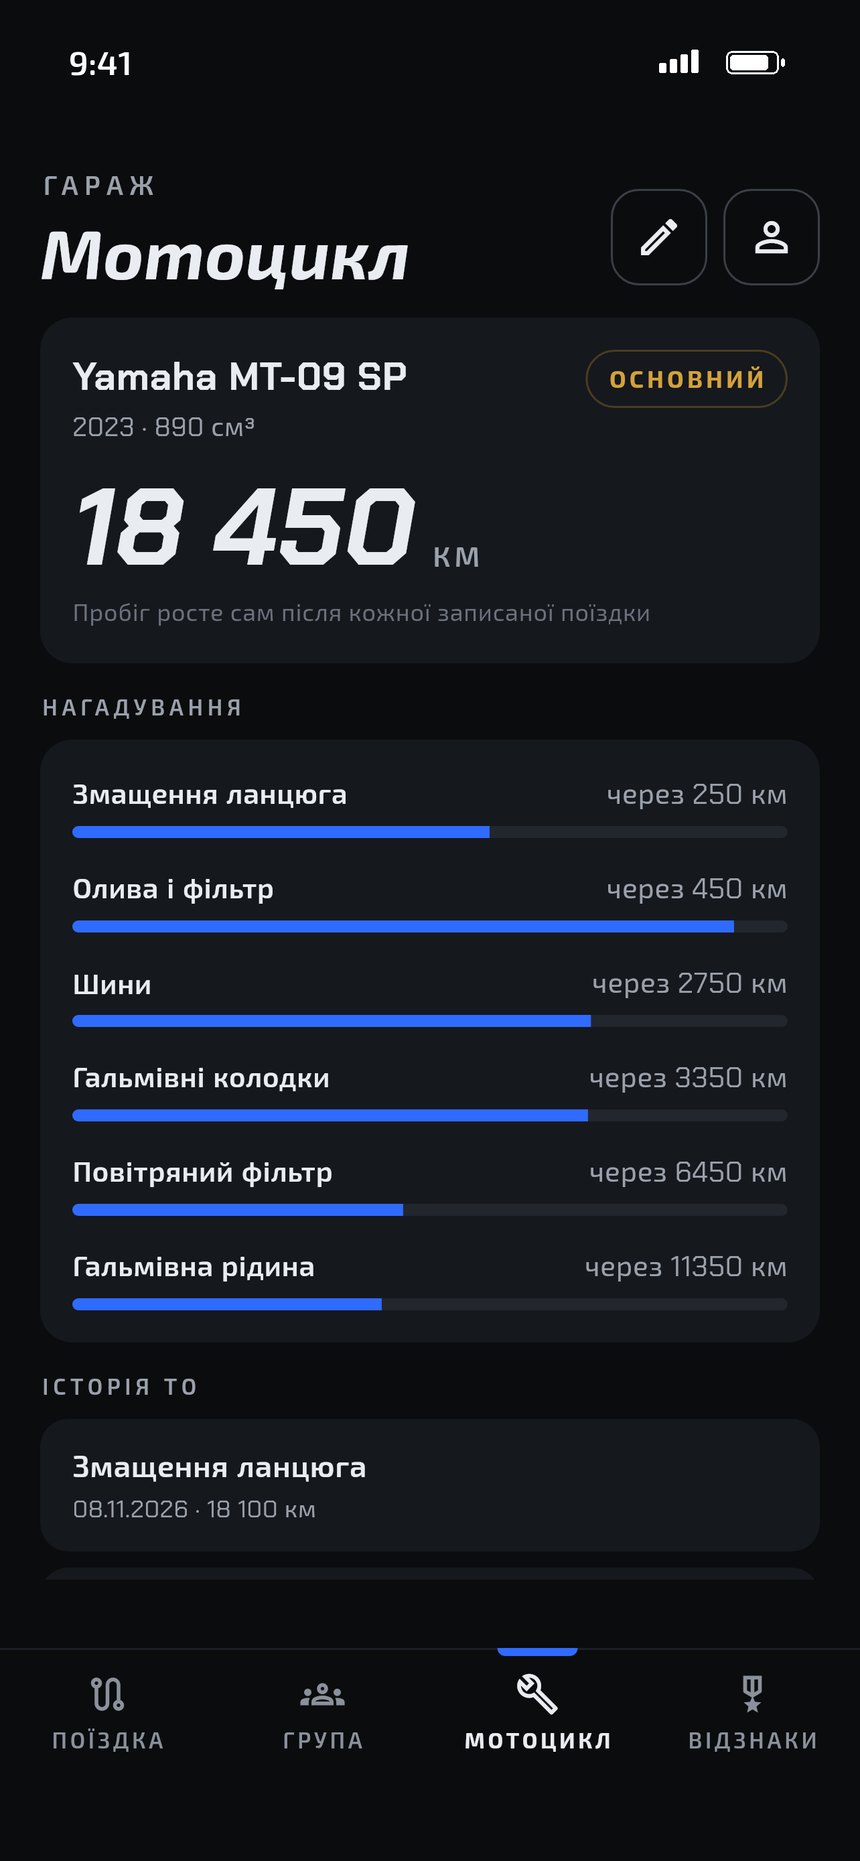 9:41
ГАРАЖ
Мотоцикл
Yamaha MT-09 SP
ОСНОВНИЙ
2023 · 890 см³
18 450 КМ
Пробіг росте сам після кожної записаної поїздки
НАГАДУВАННЯ
Змащення ланцюга через 250 км
Олива і фільтр через 450 км
Шини через 2750 км
Гальмівні колодки через 3350 км
Повітряний фільтр через 6450 км
Гальмівна рідина через 11350 км
ІСТОРІЯ ТО
Змащення ланцюга
08.11.2026 · 18 100 км
ПОЇЗДКА ГРУПА МОТОЦИКЛ ВІДЗНАКИ